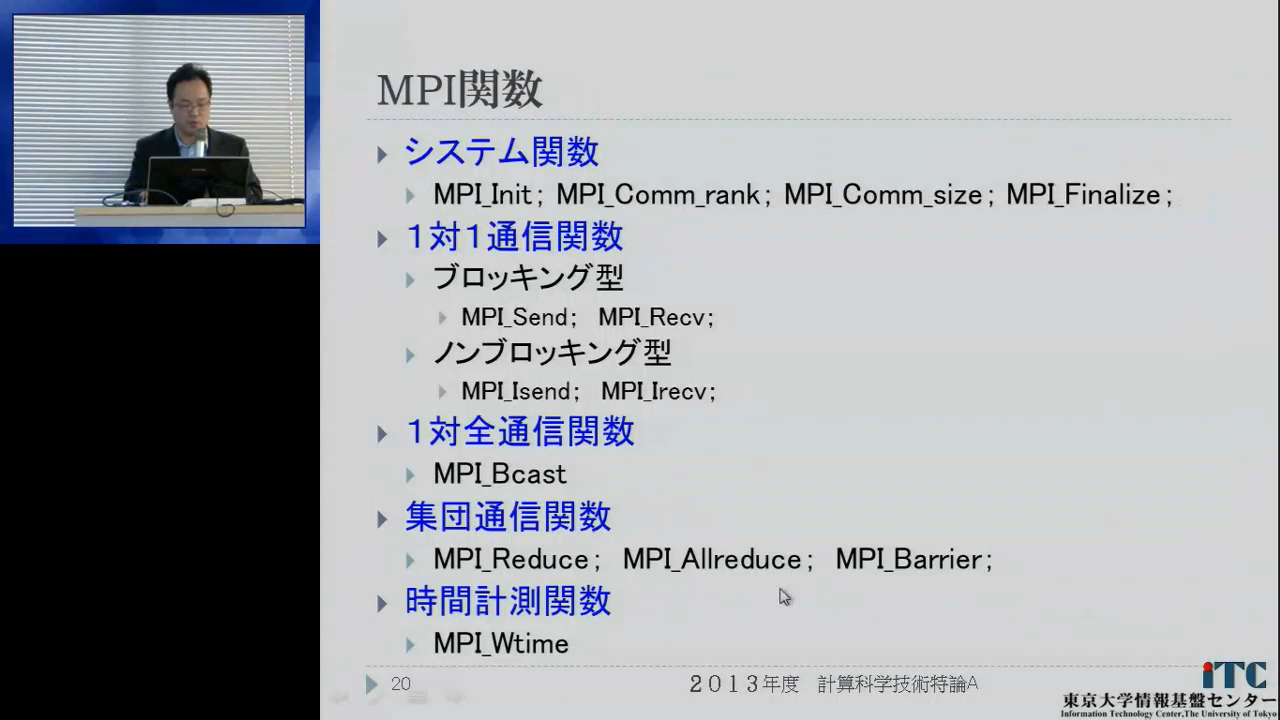 MPI関数
システム関数
MPI_Init; MPI_Comm_rank; MPI_Comm_size; MPI_Finalize;
1対1通信関数
ブロッキング型
MPI_Send; MPI_Recv;
ノンブロッキング型
MPI_Isend; MPI_Irecv;
1対全通信関数
MPI_Bcast
集団通信関数
MPI_Reduce; MPI_Allreduce; MPI_Barrier;
時間計測関数
MPI_Wtime
20
2013年度 計算科学技術特論A
iTC
東京大学情報基盤センター
Information Technology Center,The University of Tokyo